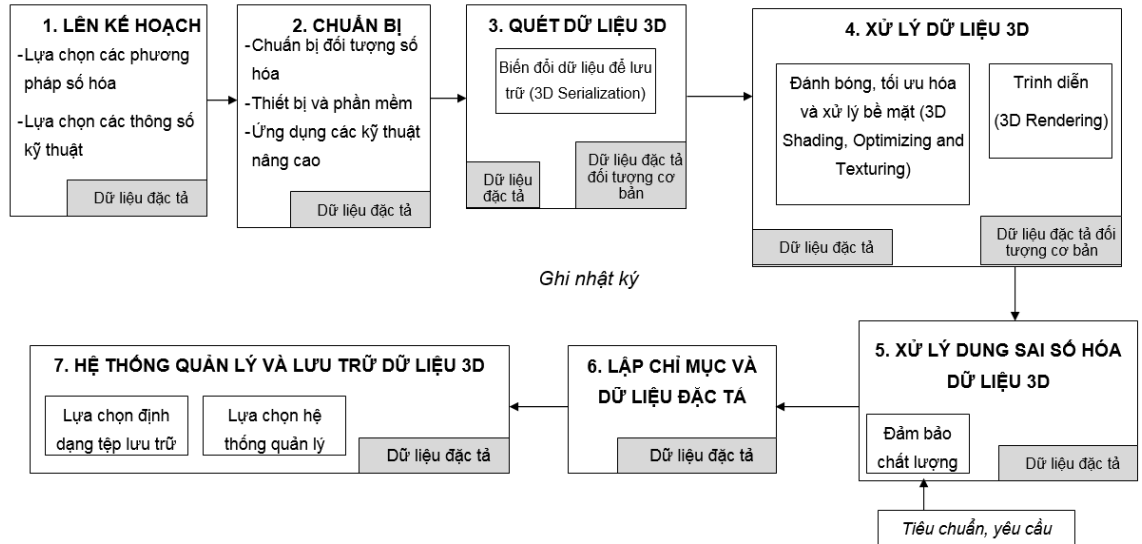 1. LÊN KẾ HOẠCH
-Lựa chọn các phương
pháp số hóa
-Lựa chọn các thông số
kỹ thuật
Dữ liệu đặc tả
2. CHUẨN BỊ
-Chuẩn bị đối tượng số
hóa
-Thiết bị và phần mềm
-Ứng dụng các kỹ thuật
nâng cao
Dữ liệu đặc tả
3. QUÉT DỮ LIỆU 3D
Biến đổi dữ liệu để lưu
trữ (3D Serialization)
Dữ liệu
đặc tả
Dữ liệu đặc tả
đối tượng cơ
bản
4. XỬ LÝ DỮ LIỆU 3D
Đánh bóng, tối ưu hóa
và xử lý bề mặt (3D
Shading, Optimizing and
Texturing)
Trình diễn
(3D Rendering)
Dữ liệu đặc tả
Dữ liệu đặc tả đối
tượng cơ bản
Ghi nhật ký
5. XỬ LÝ DUNG SAI SỐ HÓA
DỮ LIỆU 3D
Đảm bảo
chất lượng
Dữ liệu đặc tả
Tiêu chuẩn, yêu cầu
6. LẬP CHỈ MỤC VÀ
DỮ LIỆU ĐẶC TÁ
Dữ liệu đặc tả
7. HỆ THỐNG QUẢN LÝ VÀ LƯU TRỮ DỮ LIỆU 3D
Lựa chọn định
dạng tệp lưu trữ
Lựa chọn hệ
thống quản lý
Dữ liệu đặc tả